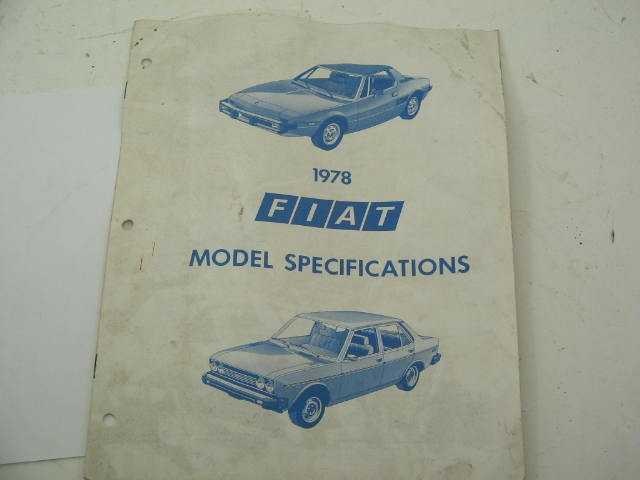 1978
FIAT
MODEL SPECIFICATIONS